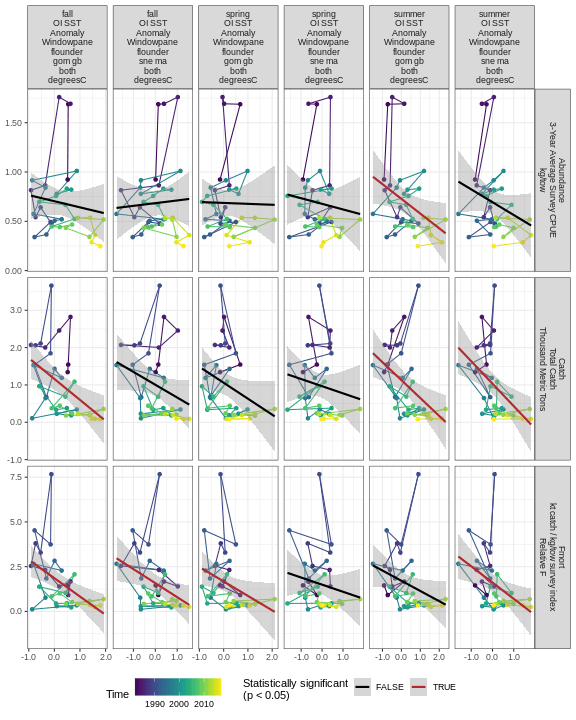 fall
OI SST
Anomaly
Windowpane
flounder
gom gb
both
degreesC
fall
OI SST
Anomaly
Windowpane
flounder
sne ma
both
degreesC
spring
OI SST
Anomaly
Windowpane
flounder
gom gb
both
degreesC
spring
OI SST
Anomaly
Windowpane
flounder
sne ma
both
degreesC
summer
OI SST
Anomaly
Windowpane
flounder
gom gb
both
degreesC
summer
OI SST
Anomaly
Windowpane
flounder
sne ma
both
degreesC
1.50
1.00
0.50
0.00
Abundance
3-Year Average Survey CPUE
kg/tow
3.0
2.0
1.0
0.0
-1.0
Catch
Total Catch
Thousand Metric Tons
7.5
5.0
2.5
0.0
Fmort
kt catch / kg/tow survey index
Relative F
-1.0 0.0 1.0 2.0
-1.0 0.0 1.0
-1.0 0.0 1.0 2.0
-1.0 0.0 1.0
-1.0 0.0 1.0 2.0
-1.0 0.0 1.0
Time
1990 2000 2010
Statistically significant
(p < 0.05)
FALSE
TRUE